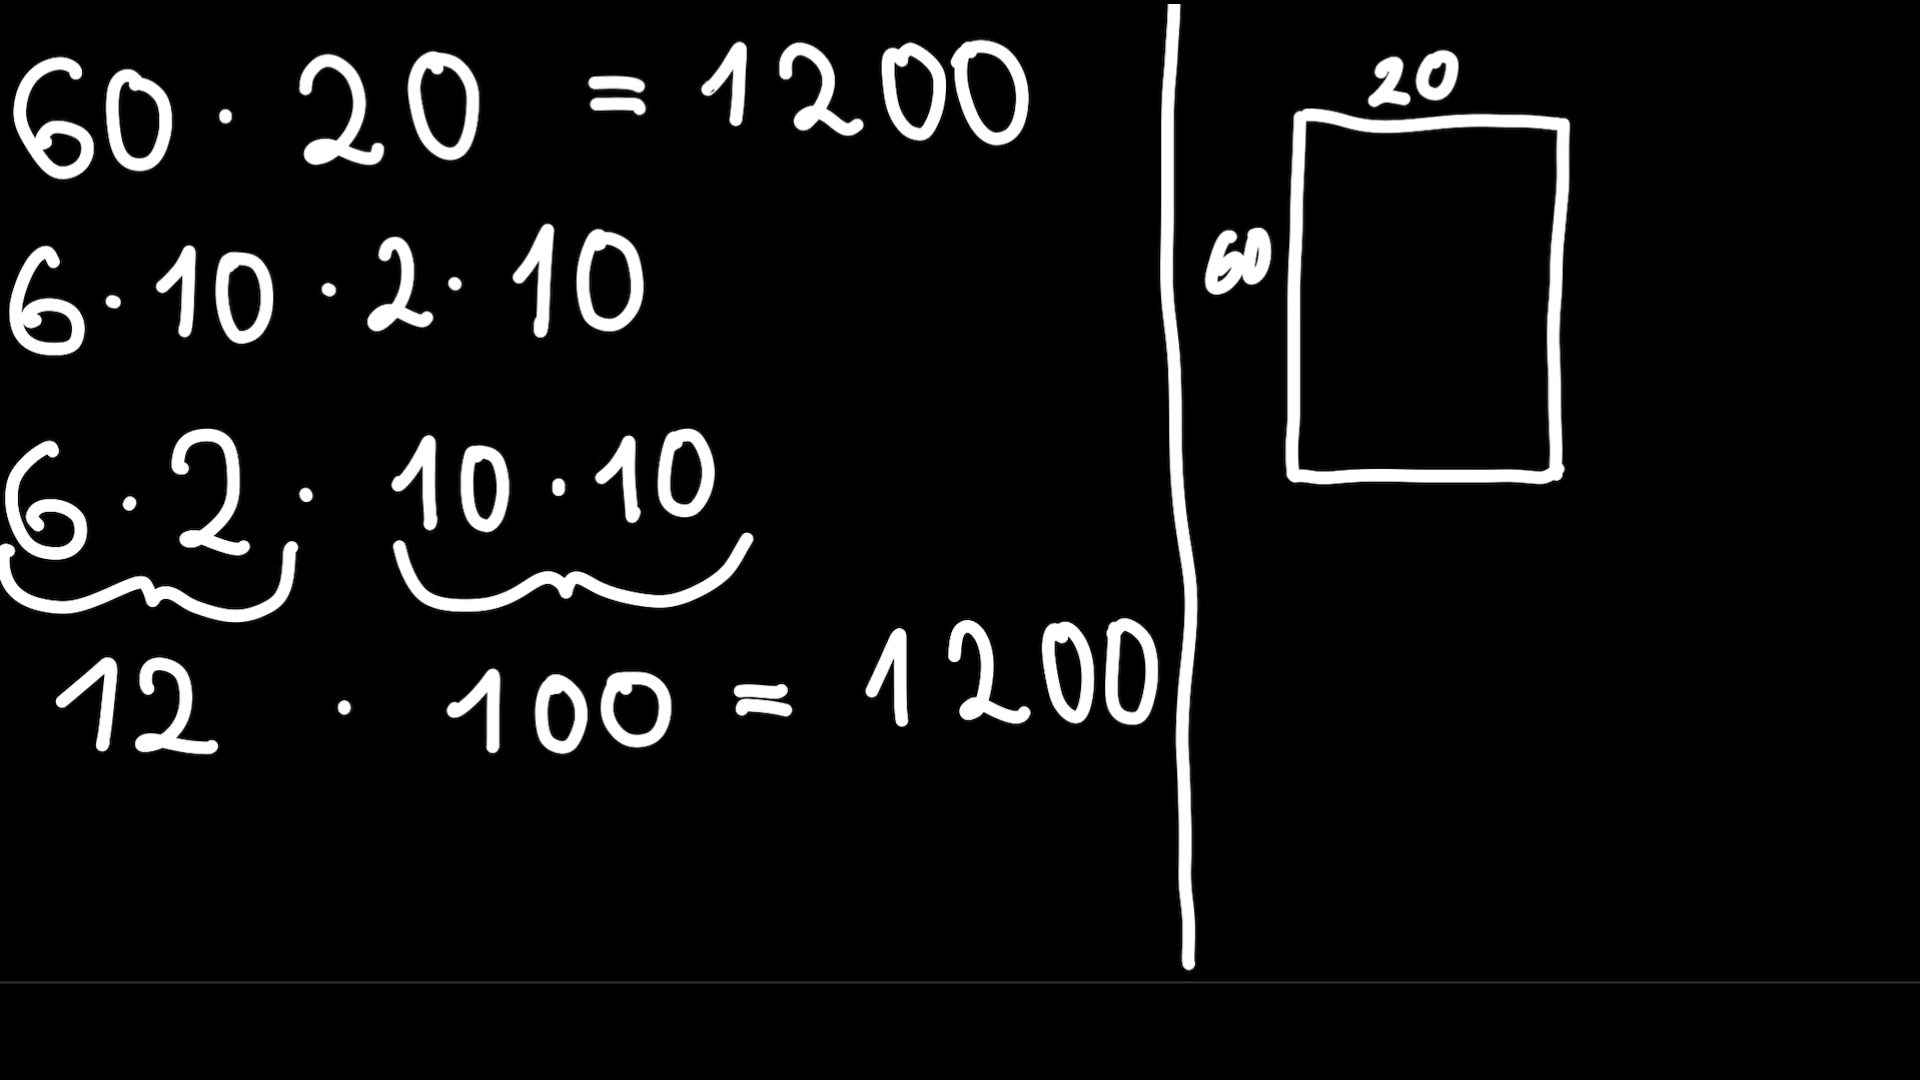 60 · 20 = 1200
6 · 10 · 2 · 10
6 · 2 · 10 · 10
12 · 100 = 1200
20
60